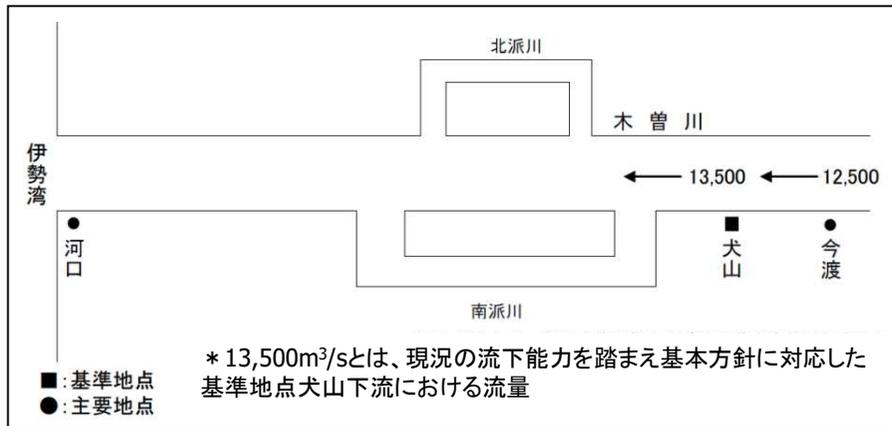 北派川
木曽川
伊勢湾
13,500
12,500
河口
犬山
今渡
南派川
＊13,500m³/sとは、現況の流下能力を踏まえ基本方針に対応した
基準地点犬山下流における流量
■:基準地点
●:主要地点